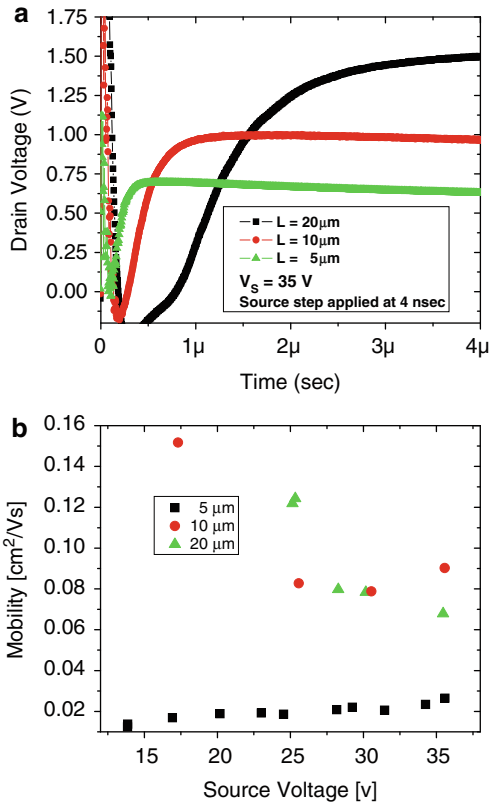 a
1.75
1.50
1.00
0.75
0.50
0.25
0.00
Drain Voltage (V)
L = 20µm
L = 10µm
L = 5µm
V_S = 35 V
Source step applied at 4 nsec
0 1µ 2µ 3µ 4µ
Time (sec)
b
0.16
0.14
0.12
0.10
0.08
0.06
0.04
0.02
Mobility [cm²/Vs]
5 µm
10 µm
20 µm
15 20 25 30 35
Source Voltage [v]